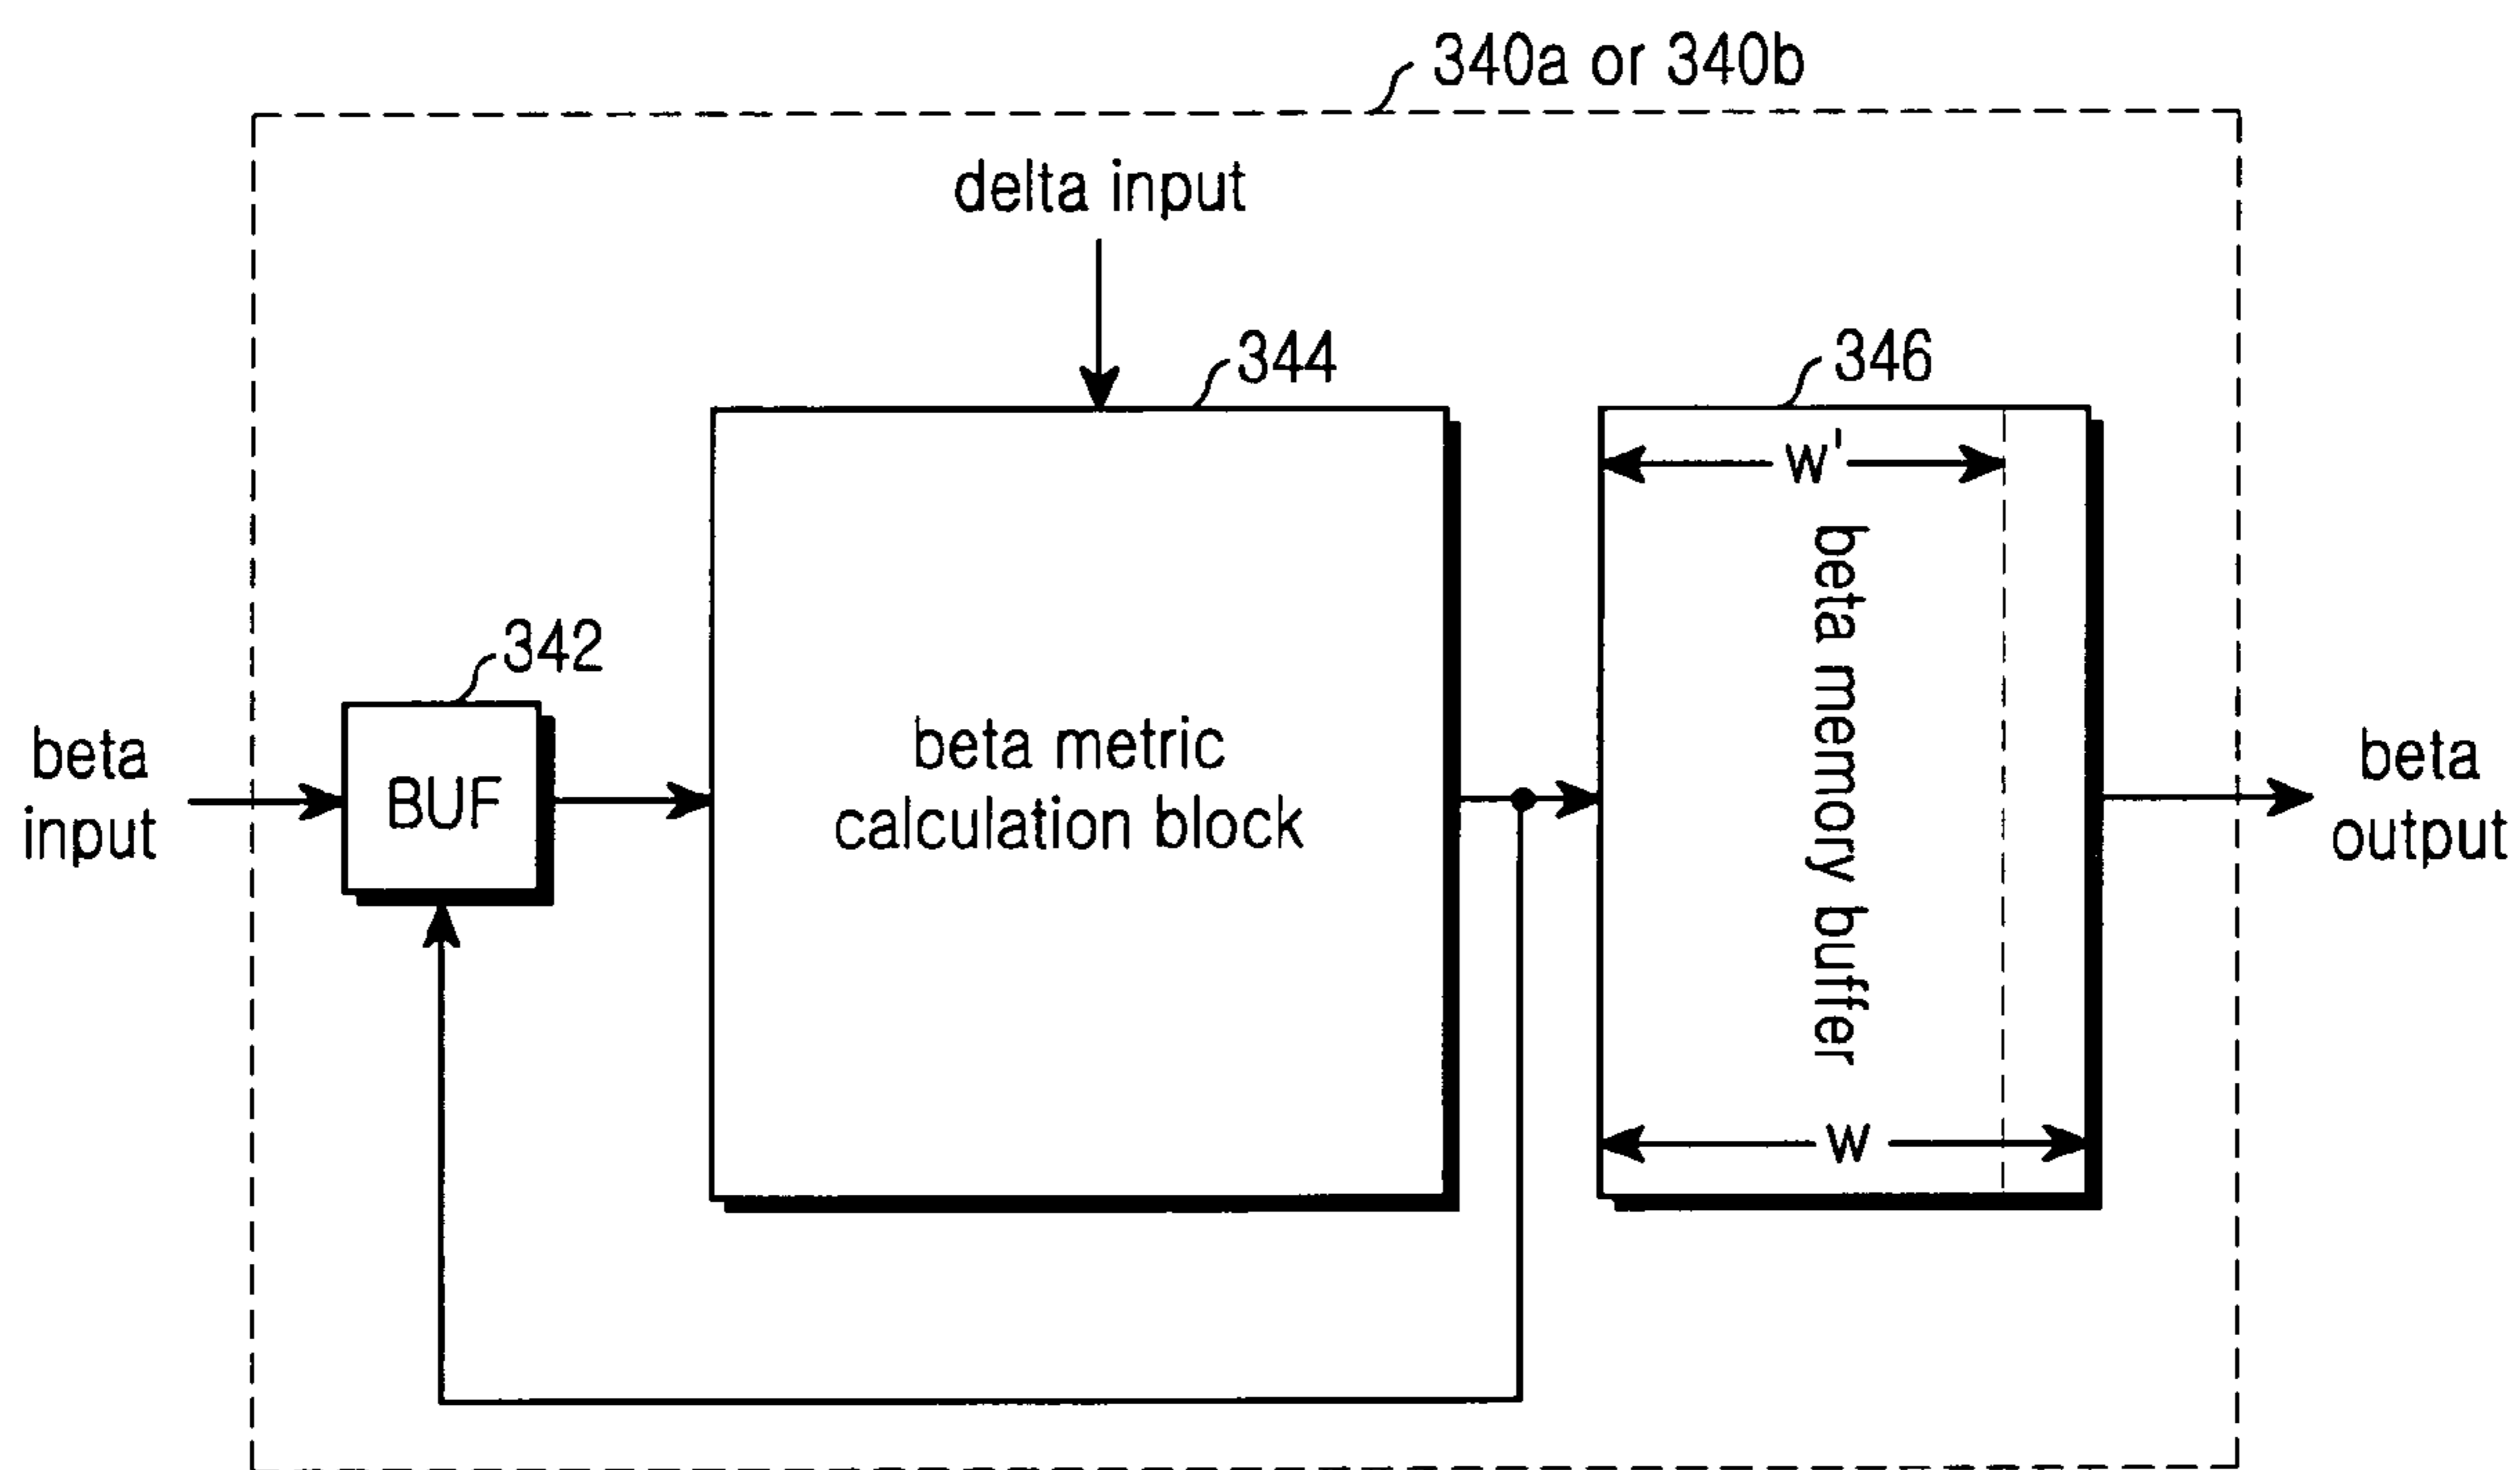 340a or 340b
delta input
344
346
w'
342
beta
input
BUF
beta metric
calculation block
beta memory buffer
beta
output
w